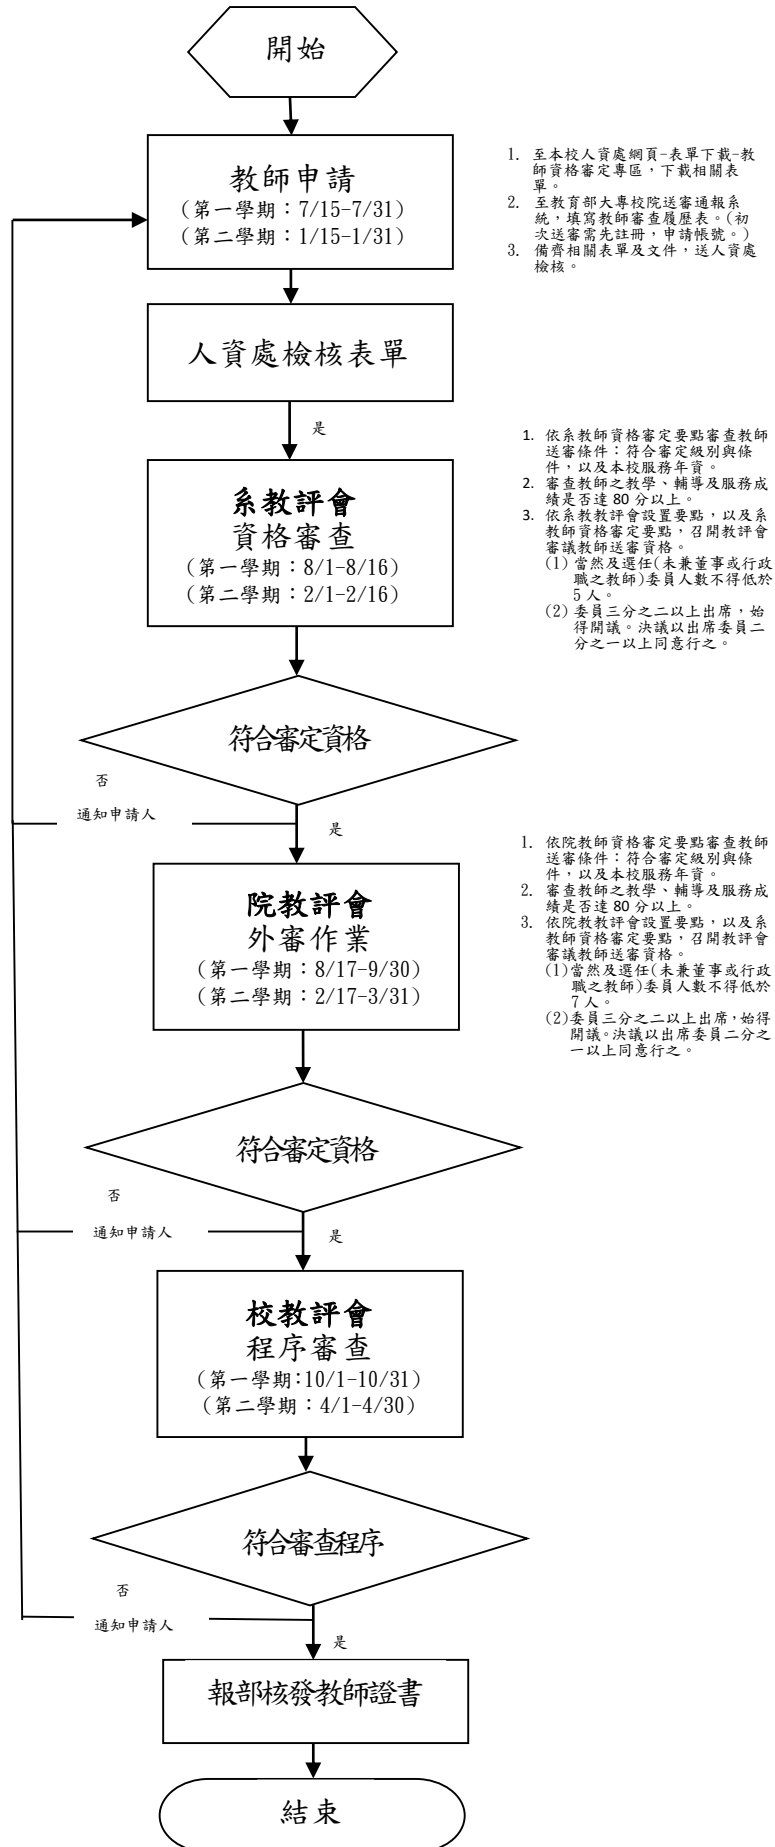 開始
教師申請
(第一學期：7/15-7/31)
(第二學期：1/15-1/31)
1. 至本校人資處網頁-表單下載-教
師資格審定專區，下載相關表
單。
2. 至教育部大專校院送審通報系
統，填寫教師審查履歷表。(初
次送審需先註冊，申請帳號。)
3. 備齊相關表單及文件，送人資處
檢核。
人資處檢核表單
是
系教評會
資格審查
(第一學期：8/1-8/16)
(第二學期：2/1-2/16)
1. 依系教師資格審定要點審查教師
送審條件：符合審定級別與條
件，以及本校服務年資。
2. 審查教師之教學、輔導及服務成
績是否達 80 分以上。
3. 依系教教評會設置要點，以及系
教師資格審定要點，召開教評會
審議教師送審資格。
(1) 當然及選任(未兼董事或行政
職之教師)委員人數不得低於
5 人。
(2) 委員三分之二以上出席，始
得開議。決議以出席委員二
分之一以上同意行之。
符合審定資格
否
通知申請人
是
院教評會
外審作業
(第一學期：8/17-9/30)
(第二學期：2/17-3/31)
1. 依院教師資格審定要點審查教師
送審條件：符合審定級別與條
件，以及本校服務年資。
2. 審查教師之教學、輔導及服務成
績是否達 80 分以上。
3. 依院教教評會設置要點，以及系
教師資格審定要點，召開教評會
審議教師送審資格。
(1)當然及選任(未兼董事或行政
職之教師)委員人數不得低於
7 人。
(2)委員三分之二以上出席，始得
開議。決議以出席委員二分之
一以上同意行之。
符合審定資格
否
通知申請人
是
校教評會
程序審查
(第一學期:10/1-10/31)
(第二學期：4/1-4/30)
符合審查程序
否
通知申請人
是
報部核發教師證書
結束